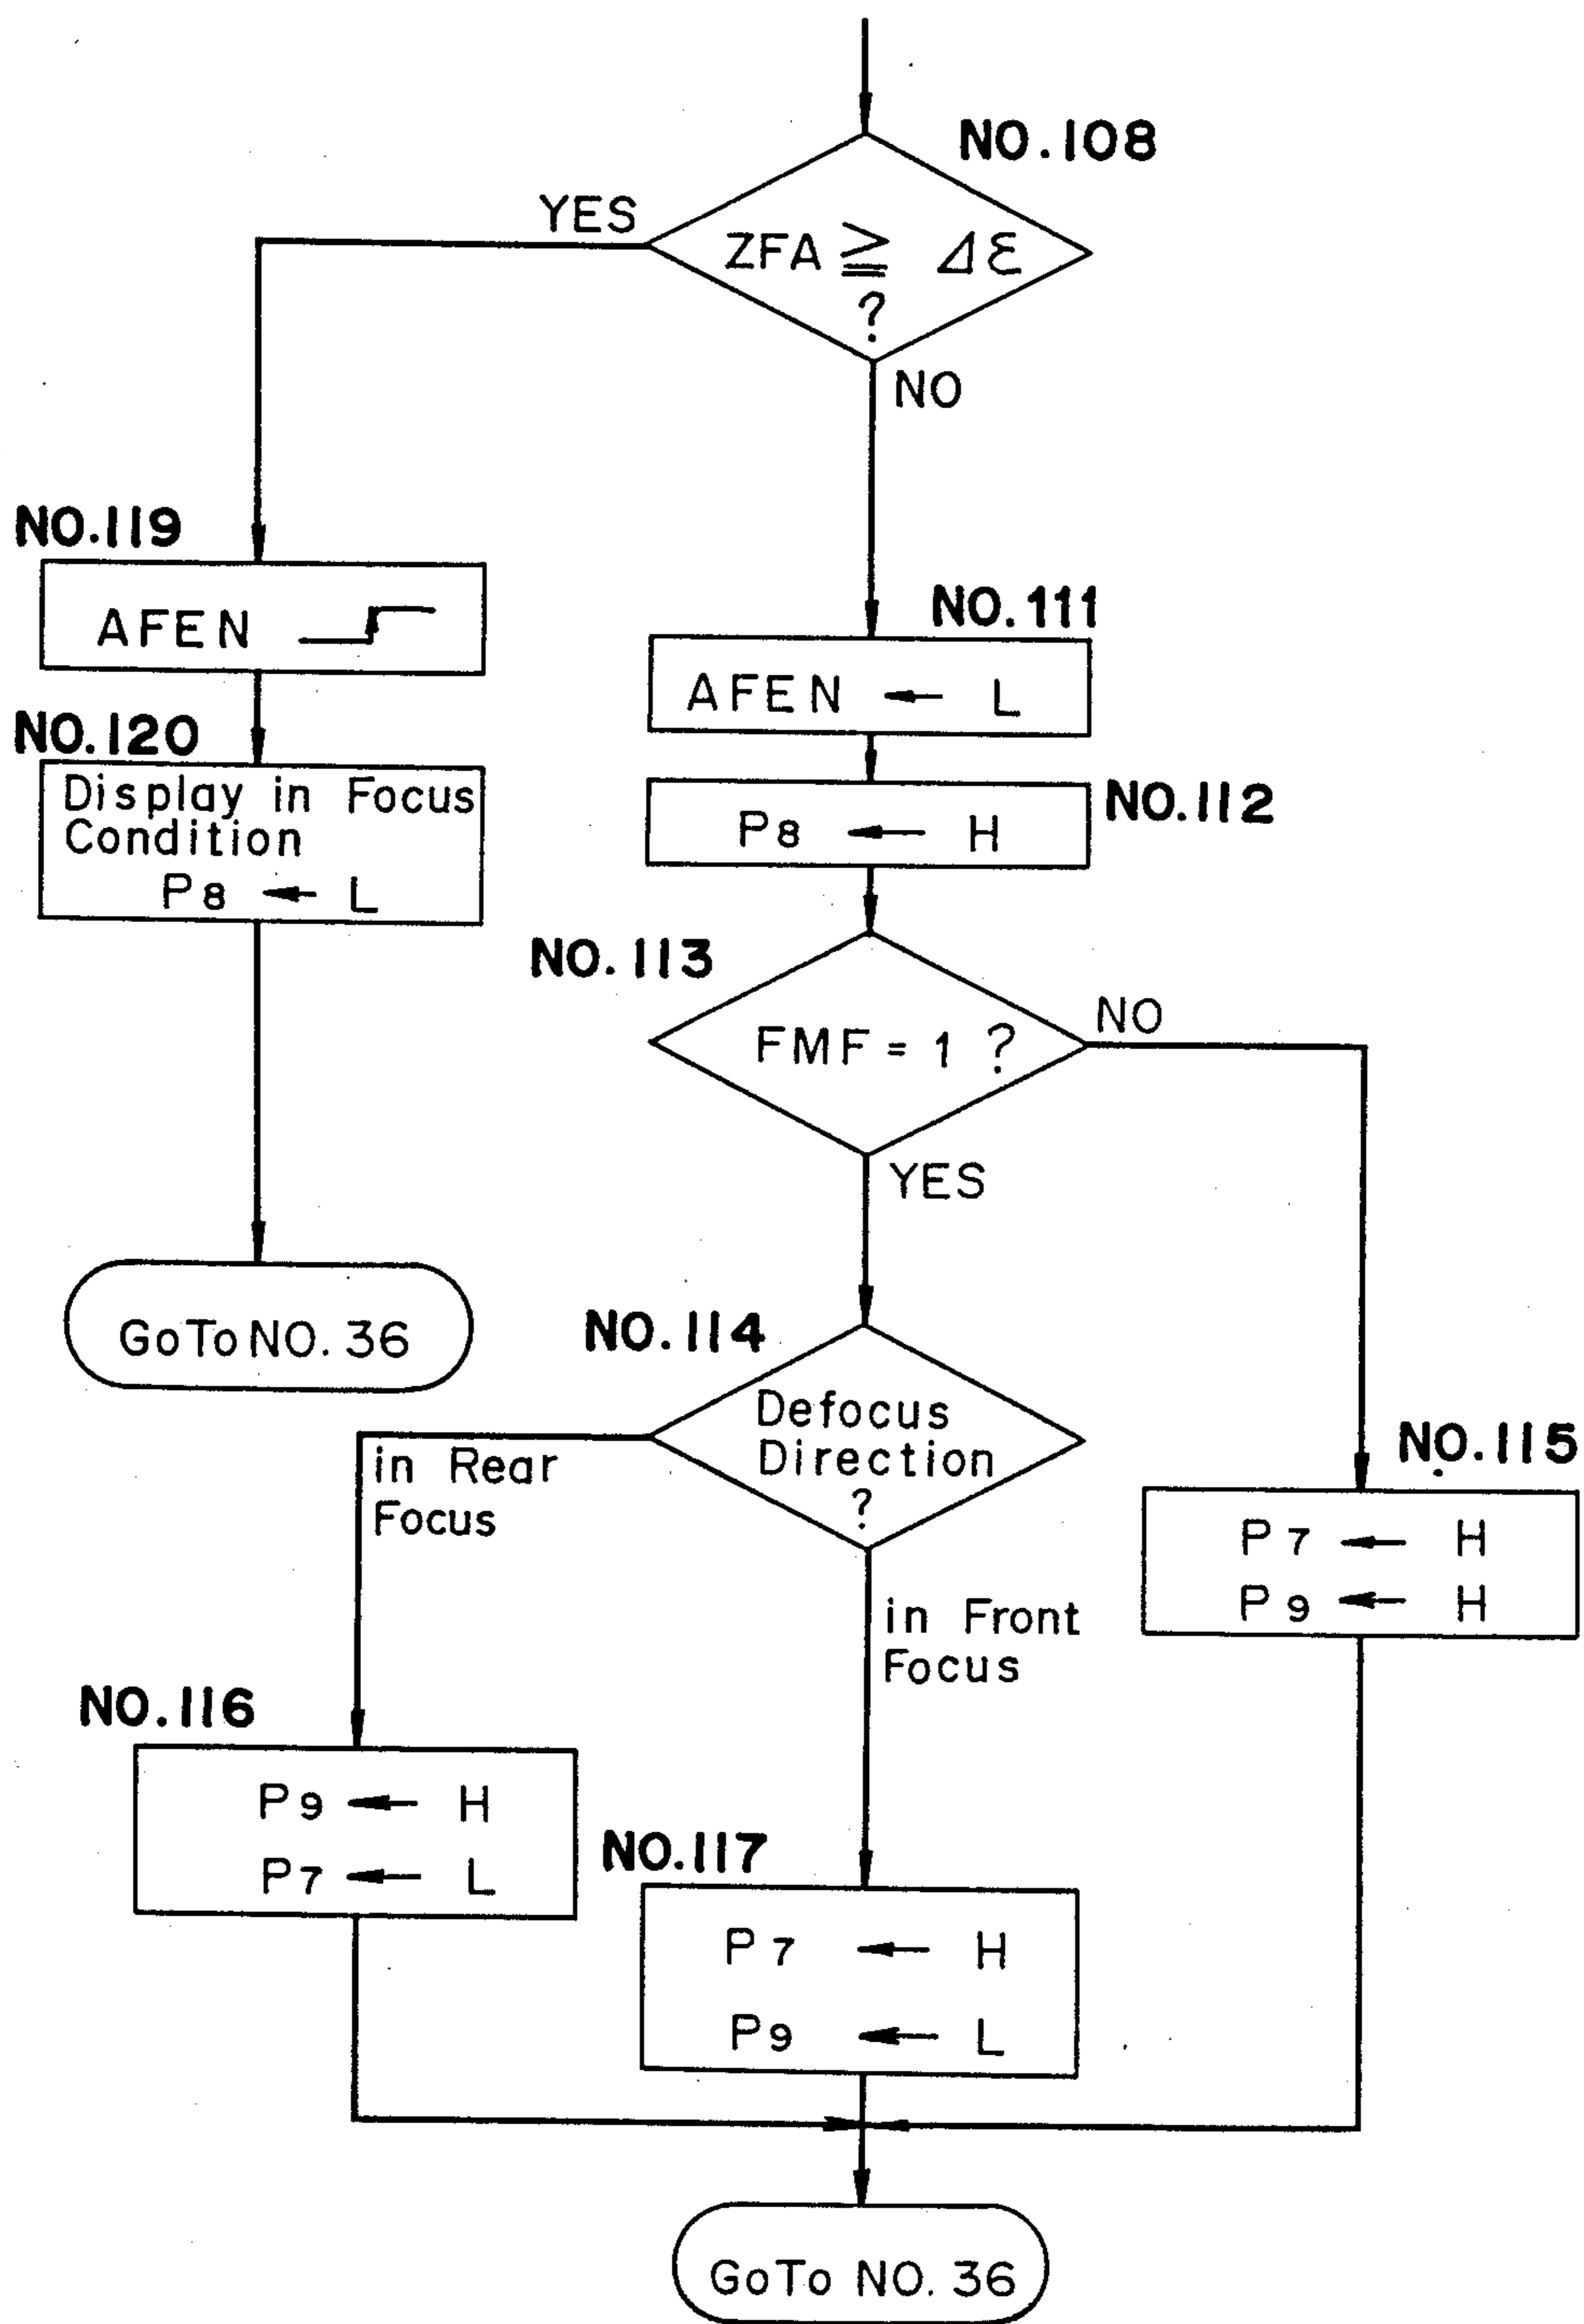 NO.108
YES
ZFA ≧ Δε
?
NO
NO.119
AFEN
NO.111
AFEN ← L
NO.120
Display in Focus
Condition
P8 ← L
P8 ← H
NO.112
NO.113
FMF = 1 ?
NO
YES
GoTo NO. 36
NO.114
Defocus
Direction
?
in Rear
Focus
NO.115
P7 ← H
P9 ← H
in Front
Focus
NO.116
P9 ← H
P7 ← L
NO.117
P7 ← H
P9 ← L
GoTo NO. 36